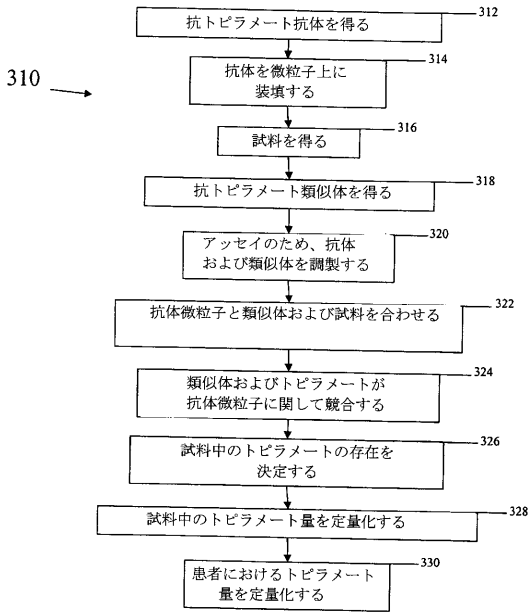 抗トピラメート抗体を得る
312
310
抗体を微粒子上に
装填する
314
試料を得る
316
抗トピラメート類似体を得る
318
アッセイのため、抗体
および類似体を調製する
320
抗体微粒子と類似体および試料を合わせる
322
類似体およびトピラメートが
抗体微粒子に関して競合する
324
試料中のトピラメートの存在を
決定する
326
試料中のトピラメート量を定量化する
328
患者におけるトピラメート
量を定量化する
330